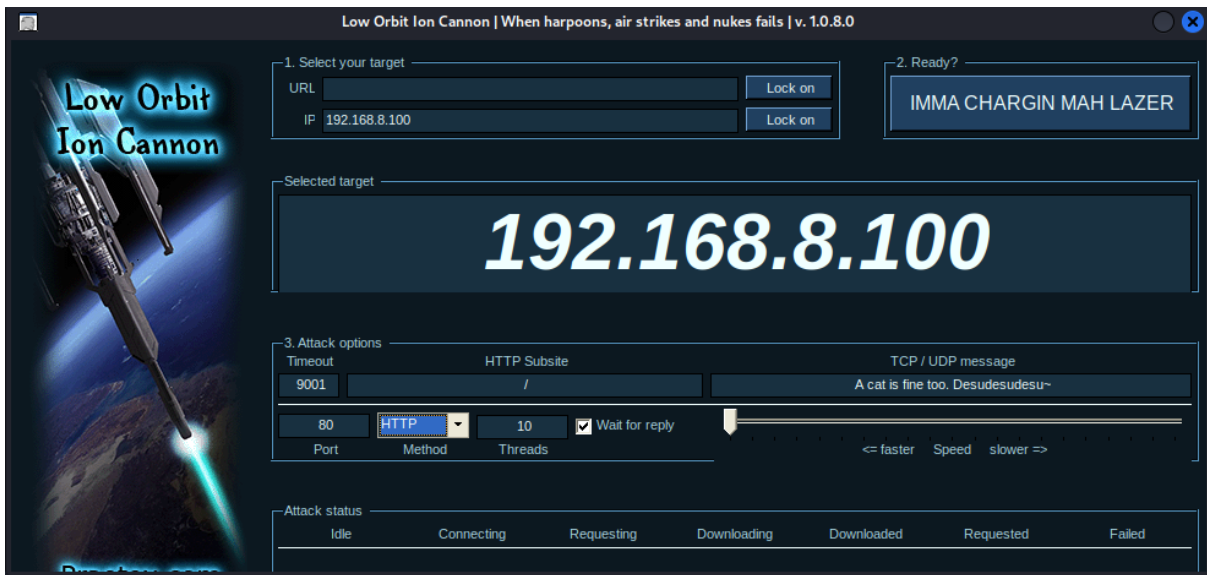 Low Orbit Ion Cannon | When harpoons, air strikes and nukes fails | v. 1.0.8.0
Low Orbit
Ion Cannon
1. Select your target
URL Lock on
IP 192.168.8.100 Lock on
2. Ready?
IMMA CHARGIN MAH LAZER
Selected target
192.168.8.100
3. Attack options
Timeout HTTP Subsite TCP / UDP message
9001 / A cat is fine too. Desudesudesu~
80 HTTP 10 Wait for reply
Port Method Threads <= faster Speed slower =>
Attack status
Idle Connecting Requesting Downloading Downloaded Requested Failed